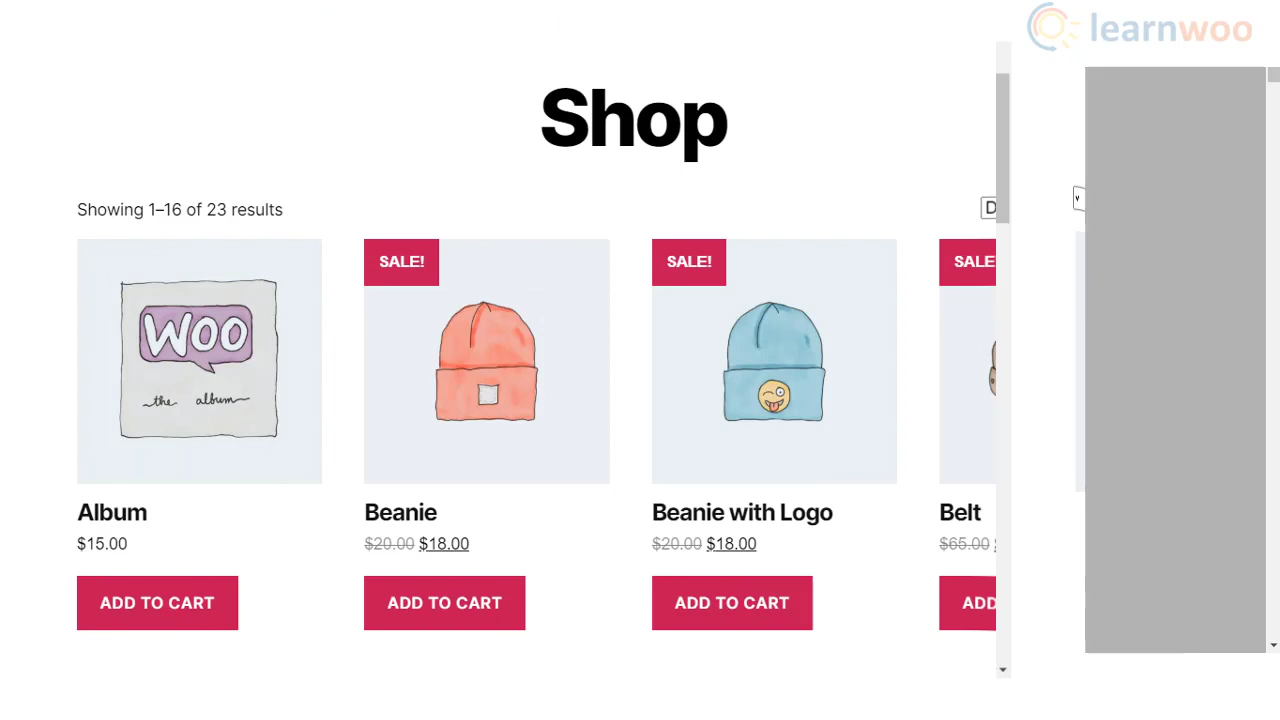 learnwoo
Shop
Showing 1–16 of 23 results
D
SALE!
SALE!
SALE
WOO
the album
Album
Beanie
Beanie with Logo
Belt
$15.00
$20.00 $18.00
$20.00 $18.00
$65.00
ADD TO CART
ADD TO CART
ADD TO CART
ADD